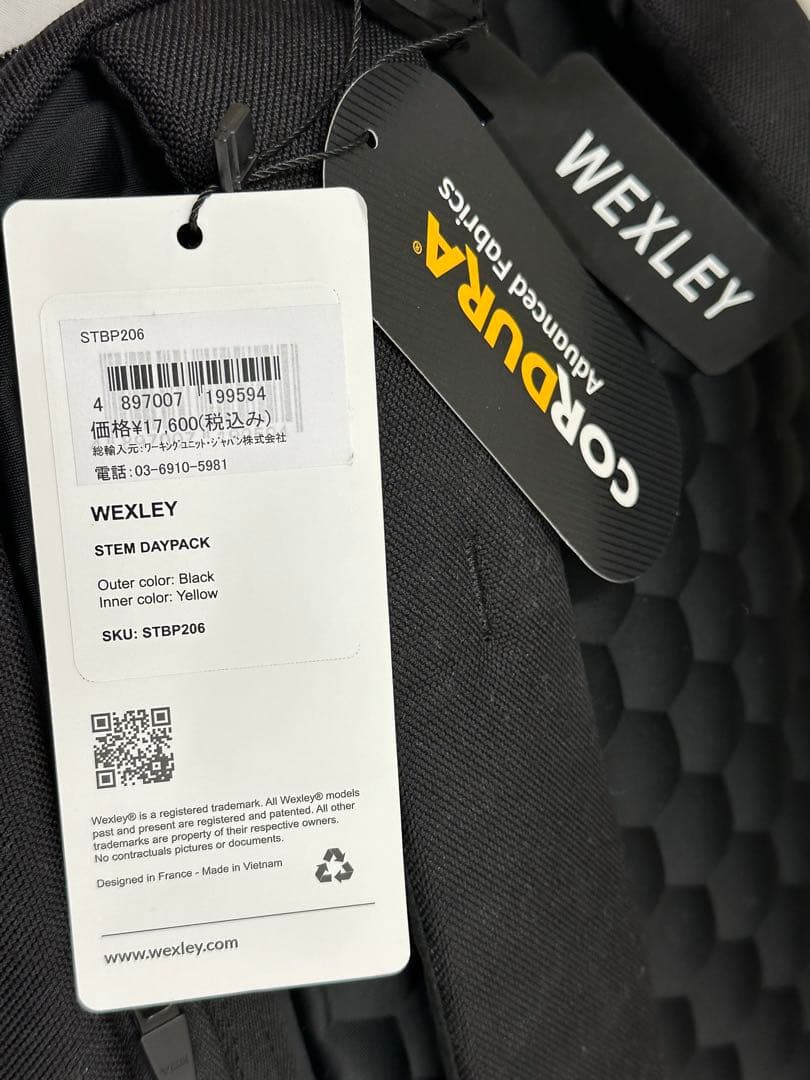 STBP206
4 897007 199594
価格¥17,600(税込み)
総輸入元:ワーキングユニット・ジャパン株式会社
電話:03-6910-5981
WEXLEY
STEM DAYPACK
Outer color: Black
Inner color: Yellow
SKU: STBP206
Wexley® is a registered trademark. All Wexley® models
past and present are registered and patented. All other
trademarks are property of their respective owners.
No contractuals pictures or documents.
Designed in France - Made in Vietnam
www.wexley.com
CORDURA®
Advanced Fabrics
WEXLEY